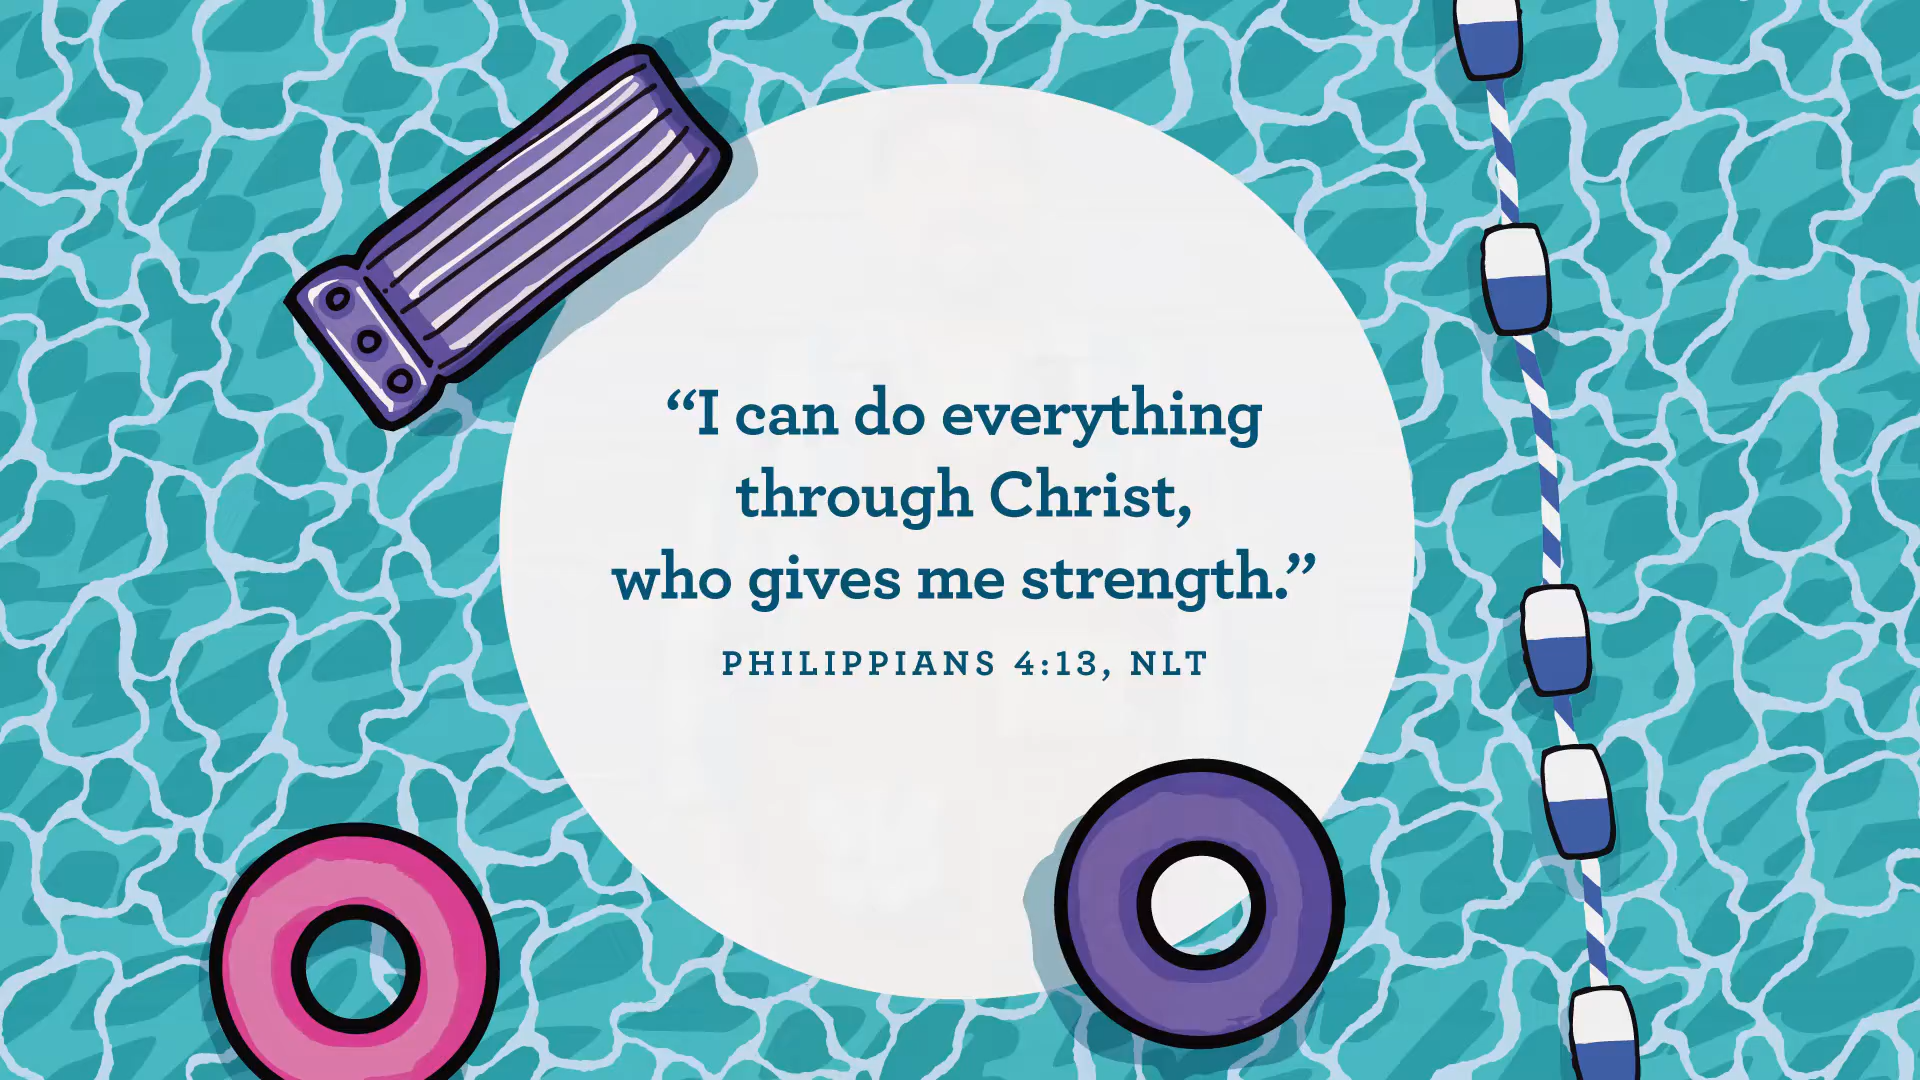 “I can do everything
through Christ,
who gives me strength.”
PHILIPPIANS 4:13, NLT